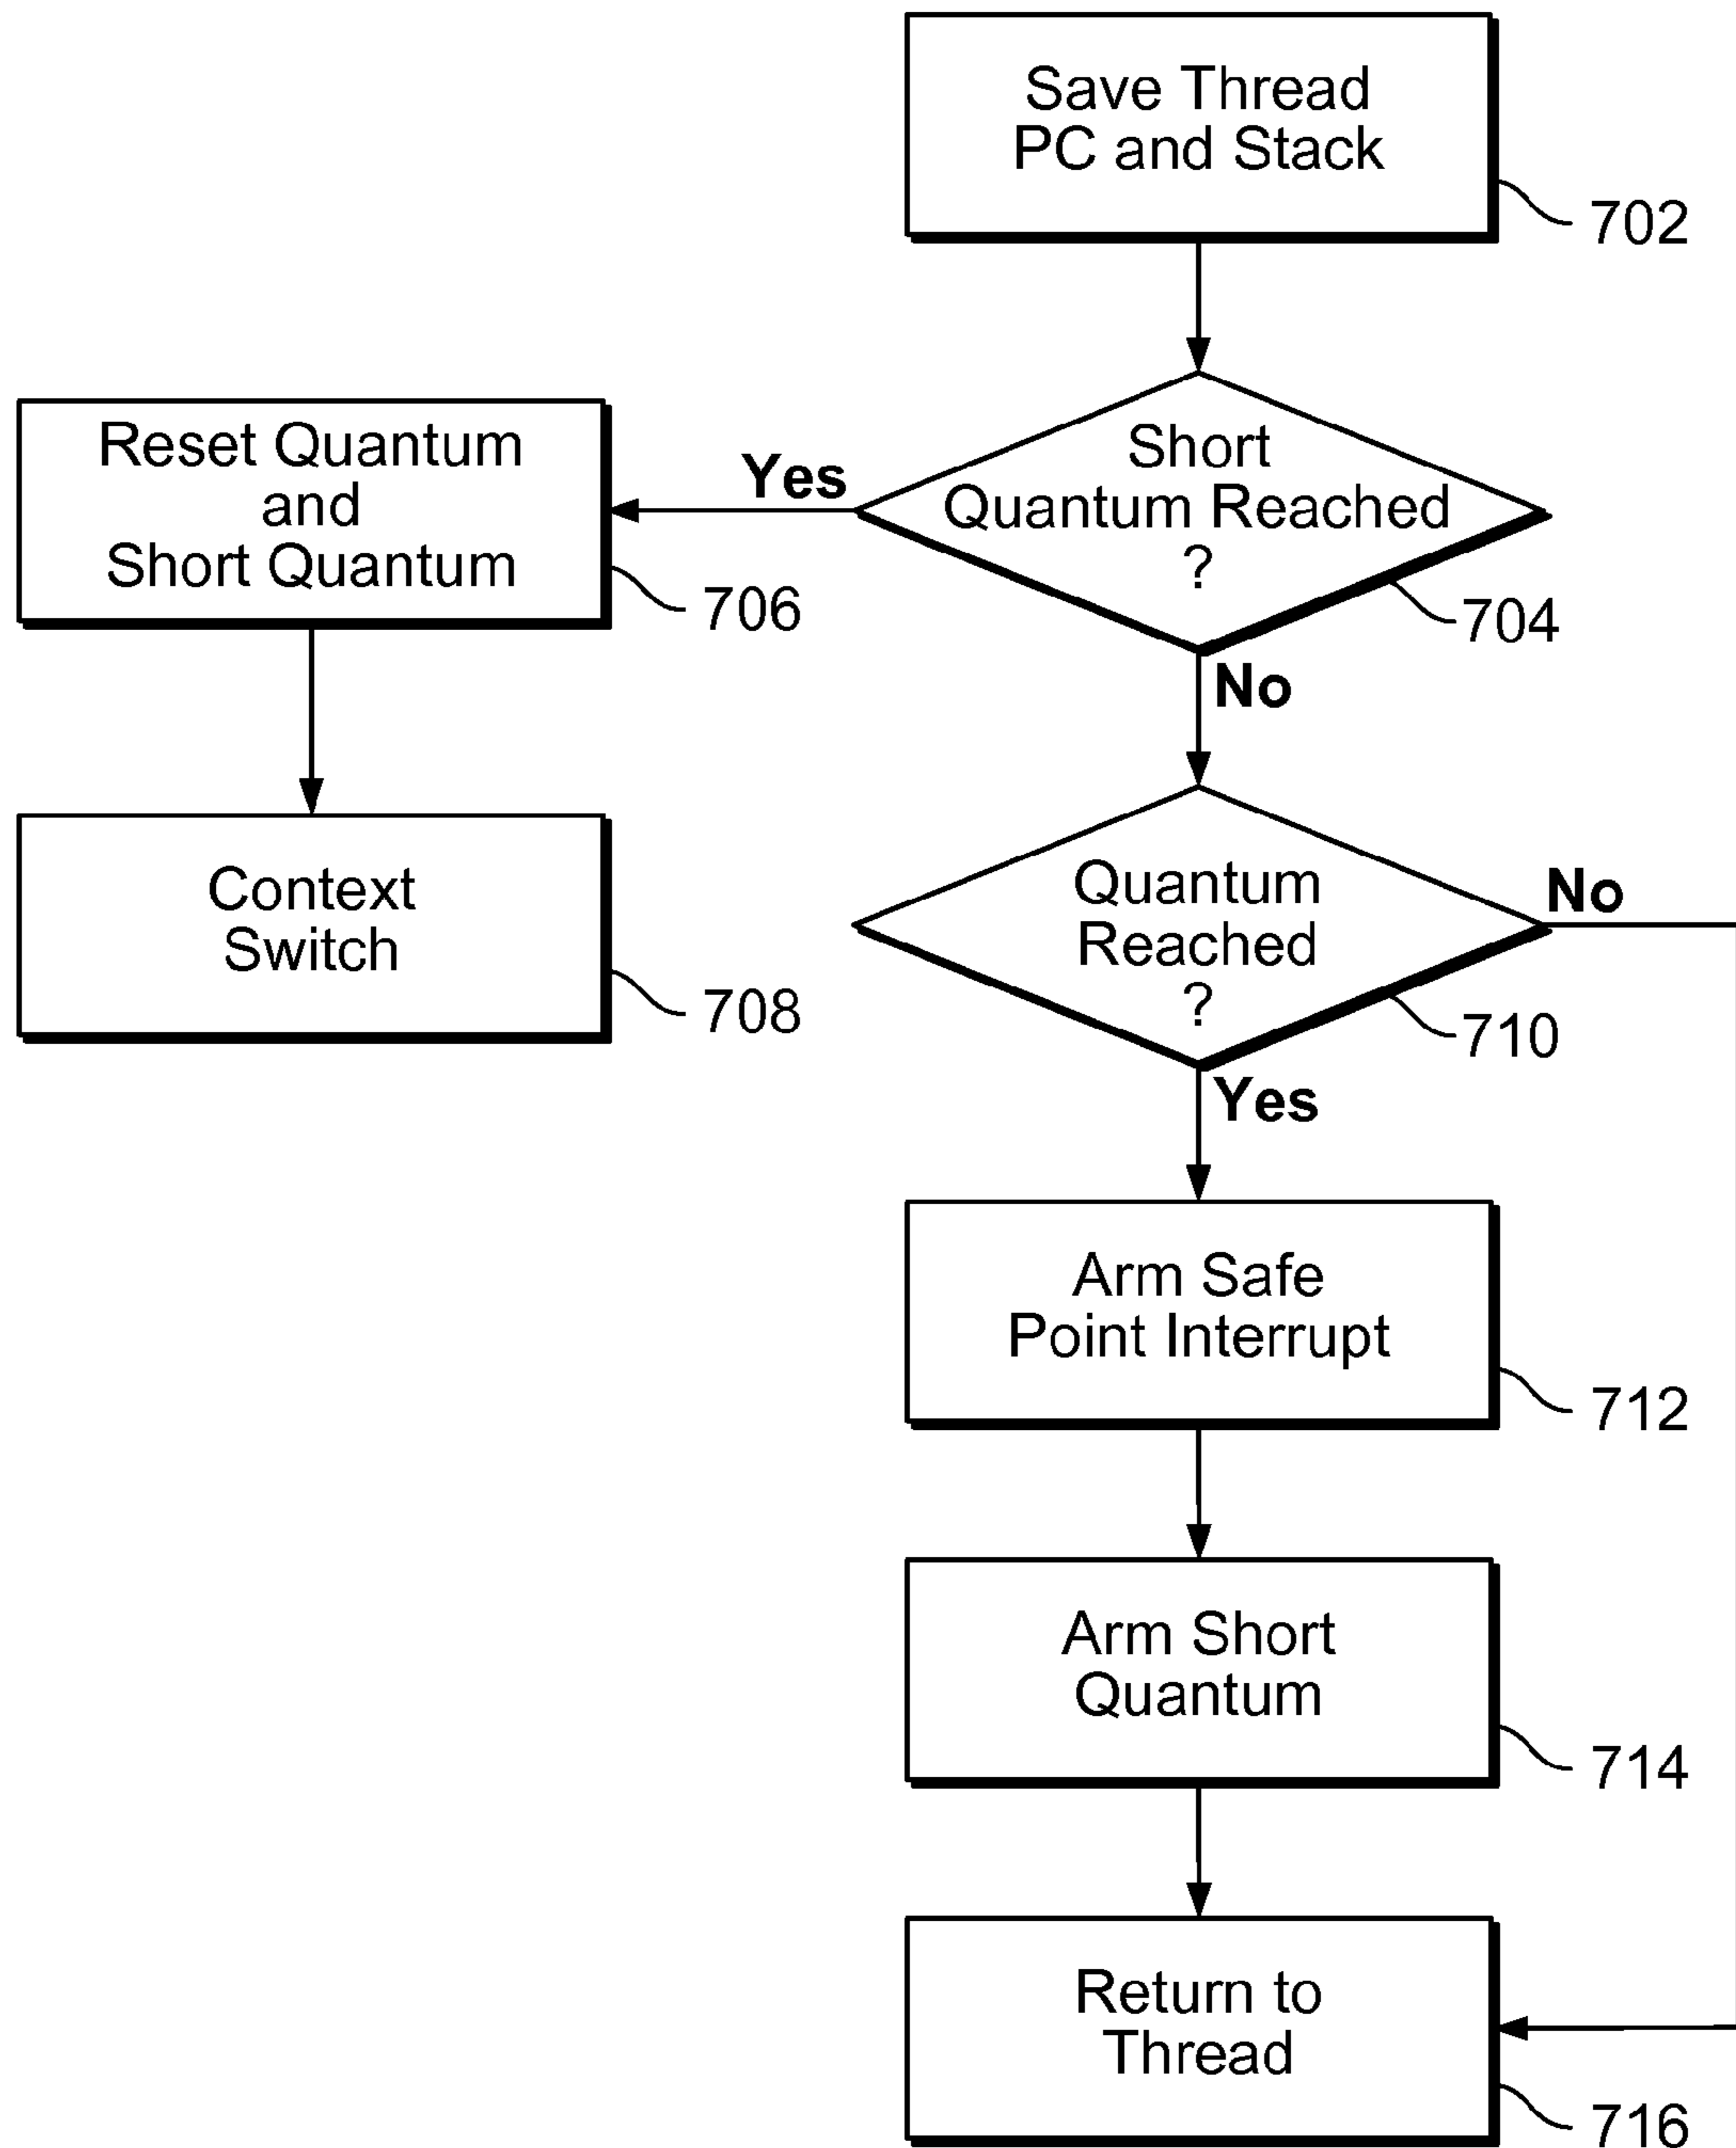 Save Thread
PC and Stack
702
Short
Quantum Reached
?
704
Yes
Reset Quantum
and
Short Quantum
706
No
Context
Switch
708
Quantum
Reached
?
710
No
Yes
Arm Safe
Point Interrupt
712
Arm Short
Quantum
714
Return to
Thread
716